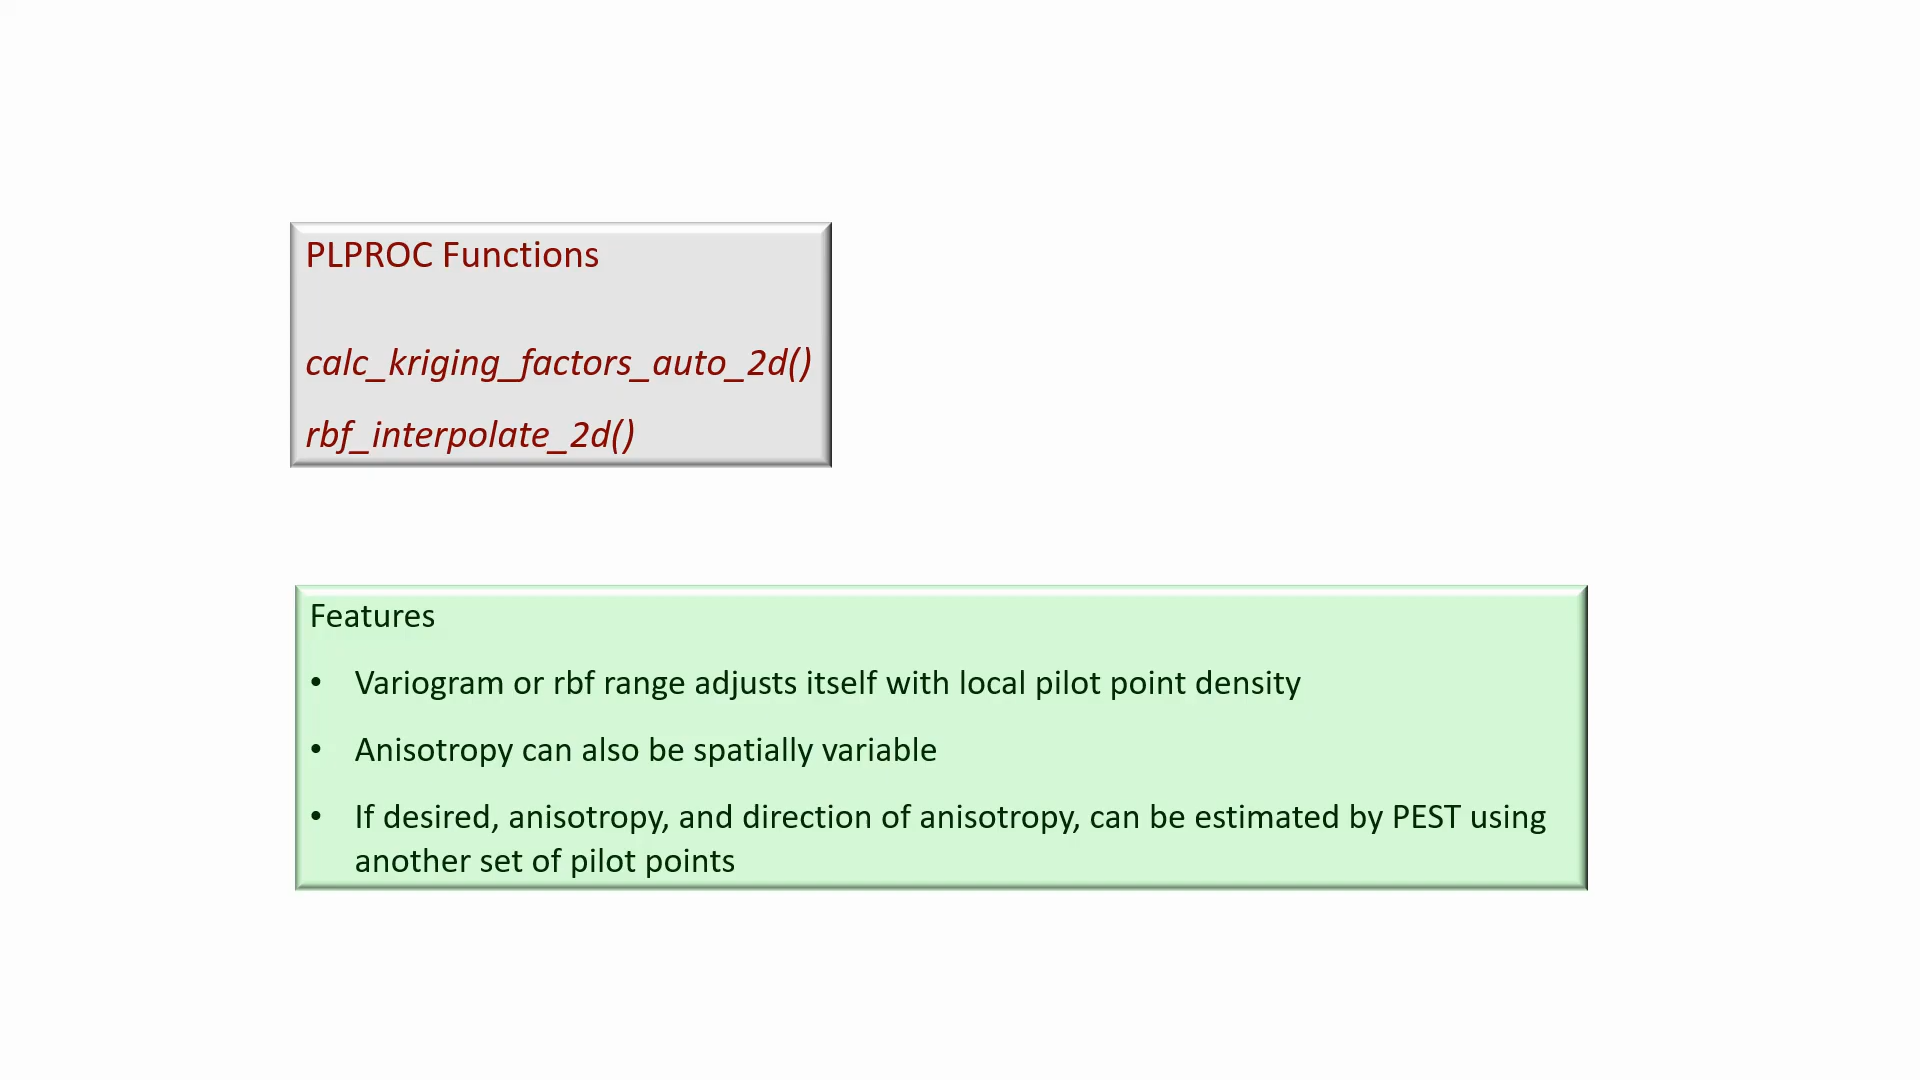 PLPROC Functions
calc_kriging_factors_auto_2d()
rbf_interpolate_2d()
Features
• Variogram or rbf range adjusts itself with local pilot point density
• Anisotropy can also be spatially variable
• If desired, anisotropy, and direction of anisotropy, can be estimated by PEST using
another set of pilot points